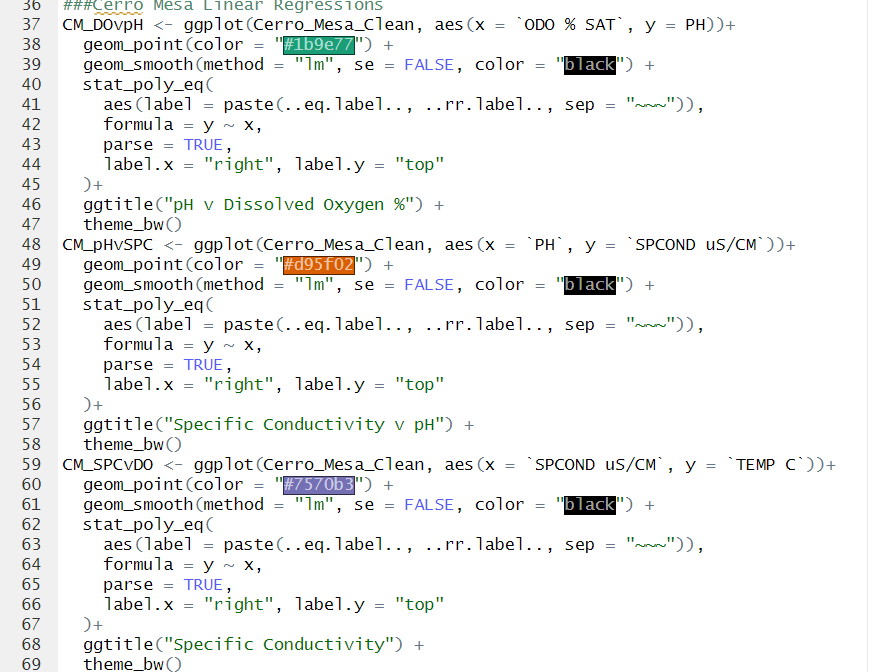 36 ###Cerro Mesa Linear Regressions
37 CM_DOvpH <- ggplot(Cerro_Mesa_Clean, aes(x = `ODO % SAT`, y = PH))+
38   geom_point(color = "#1b9e77") +
39   geom_smooth(method = "lm", se = FALSE, color = "black") +
40   stat_poly_eq(
41     aes(label = paste(..eq.label.., ..rr.label.., sep = "~~~")),
42     formula = y ~ x,
43     parse = TRUE,
44     label.x = "right", label.y = "top"
45   )+
46   ggtitle("pH v Dissolved Oxygen %") +
47   theme_bw()
48 CM_pHvSPC <- ggplot(Cerro_Mesa_Clean, aes(x = `PH`, y = `SPCOND uS/CM`))+
49   geom_point(color = "#d95f02") +
50   geom_smooth(method = "lm", se = FALSE, color = "black") +
51   stat_poly_eq(
52     aes(label = paste(..eq.label.., ..rr.label.., sep = "~~~")),
53     formula = y ~ x,
54     parse = TRUE,
55     label.x = "right", label.y = "top"
56   )+
57   ggtitle("Specific Conductivity v pH") +
58   theme_bw()
59 CM_SPCvDO <- ggplot(Cerro_Mesa_Clean, aes(x = `SPCOND uS/CM`, y = `TEMP C`))+
60   geom_point(color = "#7570b3") +
61   geom_smooth(method = "lm", se = FALSE, color = "black") +
62   stat_poly_eq(
63     aes(label = paste(..eq.label.., ..rr.label.., sep = "~~~")),
64     formula = y ~ x,
65     parse = TRUE,
66     label.x = "right", label.y = "top"
67   )+
68   ggtitle("Specific Conductivity") +
69   theme_bw()